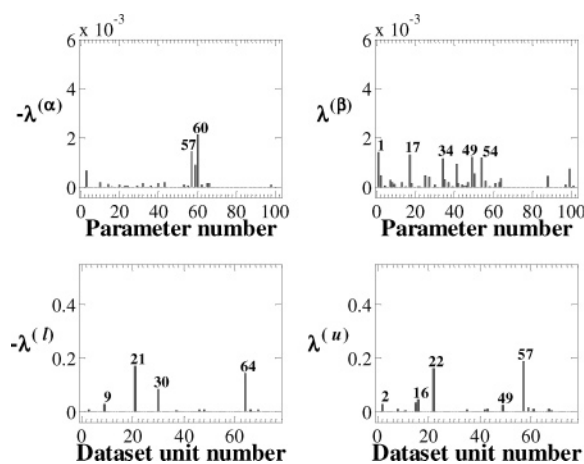 x 10⁻³
6
4
2
0
-λ⁽ᵅ⁾
57
60
0 20 40 60 80 100
Parameter number
x 10⁻³
6
4
2
0
λ⁽ᵝ⁾
1
17
34
49
54
0 20 40 60 80 100
Parameter number
0.4
0.2
0
-λ⁽ˡ⁾
9
21
30
64
0 20 40 60
Dataset unit number
0.4
0.2
0
λ⁽ᵘ⁾
2
16
22
49
57
0 20 40 60
Dataset unit number